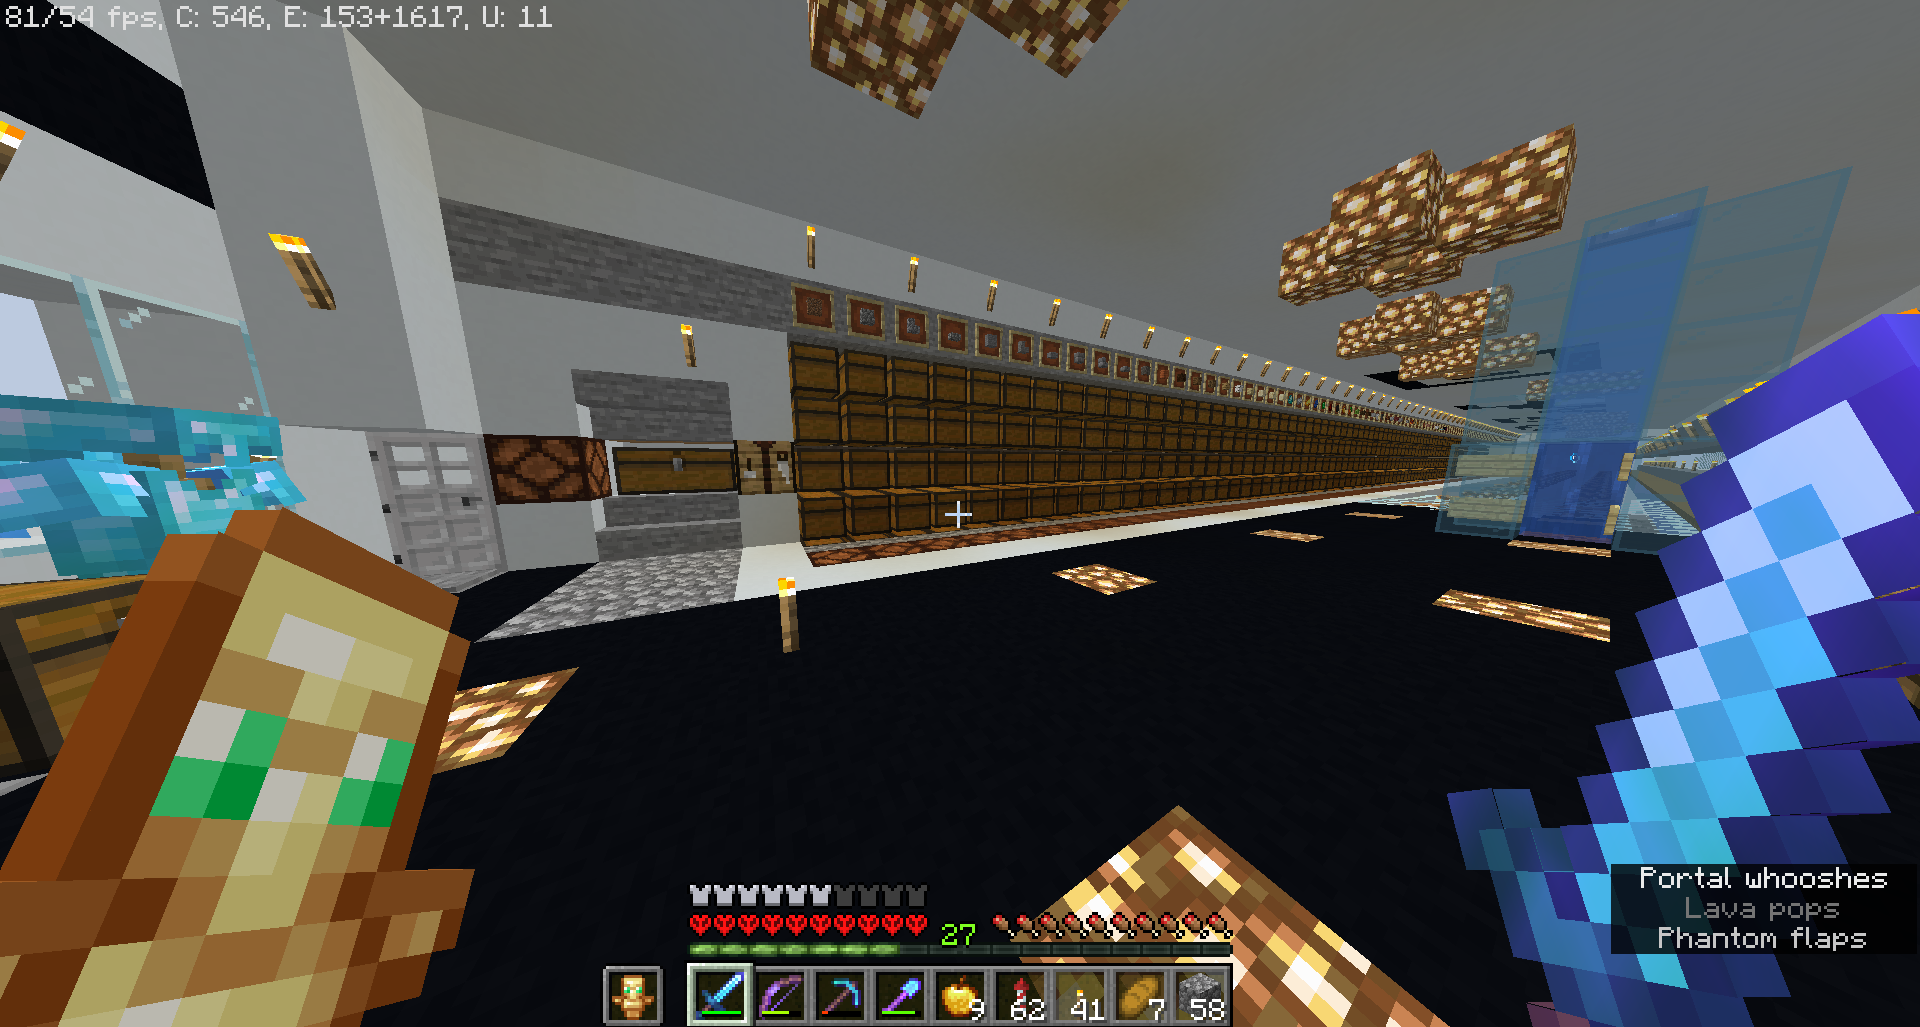 81/54 fps, C: 546, E: 153+1617, U: 11
Portal whooshes
Lava pops
Phantom flaps
27
9
62
41
7
58